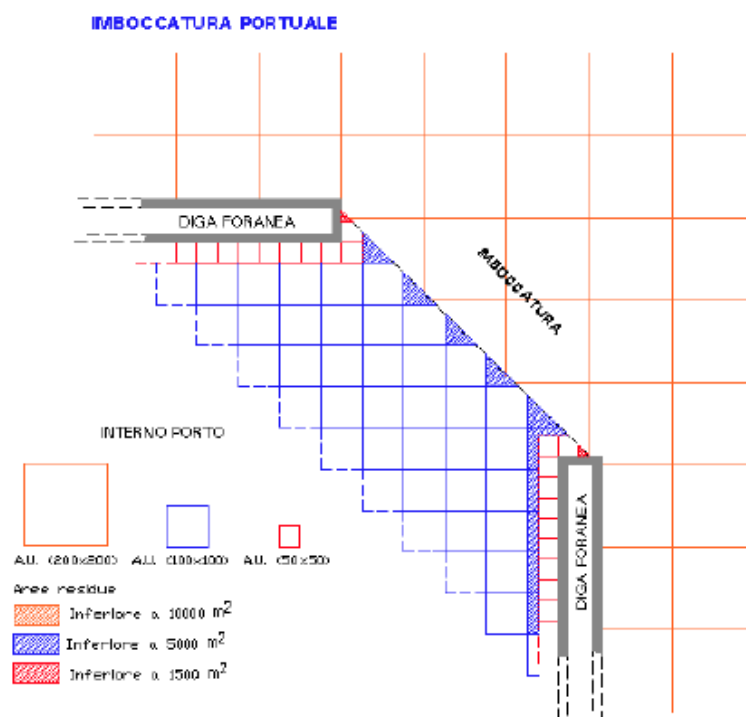 IMBOCCATURA PORTUALE
DIGA FORANEA
IMBOCCATURA
INTERNO PORTO
A.U. (200x200) A.U. (100x100) A.U. (50x50)
DIGA FORANEA
Aree residue
Inferiore a 10000 m²
Inferiore a 5000 m²
Inferiore a 1500 m²